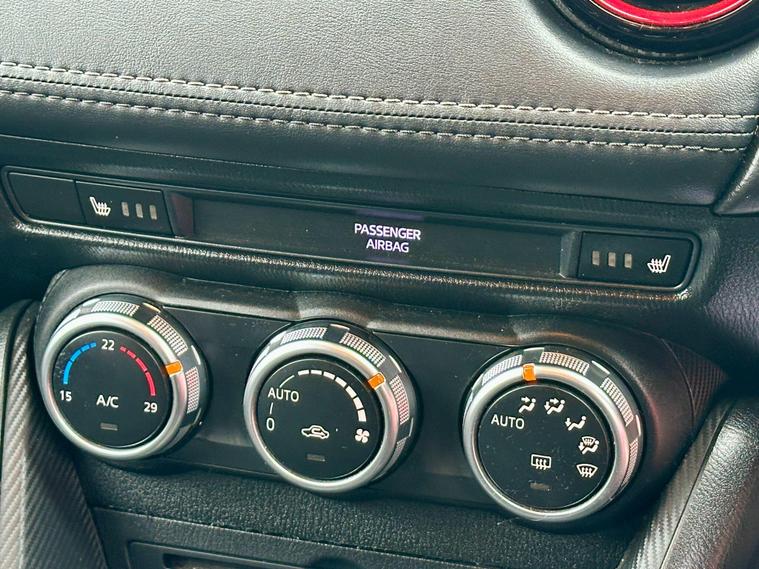 PASSENGER
AIRBAG
22
15
29
A/C
AUTO
0
AUTO